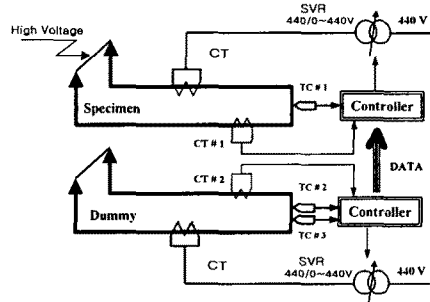 SVR
440/0~440V
440 V
High Voltage
CT
TC # 1
Specimen
Controller
CT # 1
CT # 2
DATA
TC # 2
Dummy
Controller
TC # 3
CT
SVR
440/0~440V
440 V